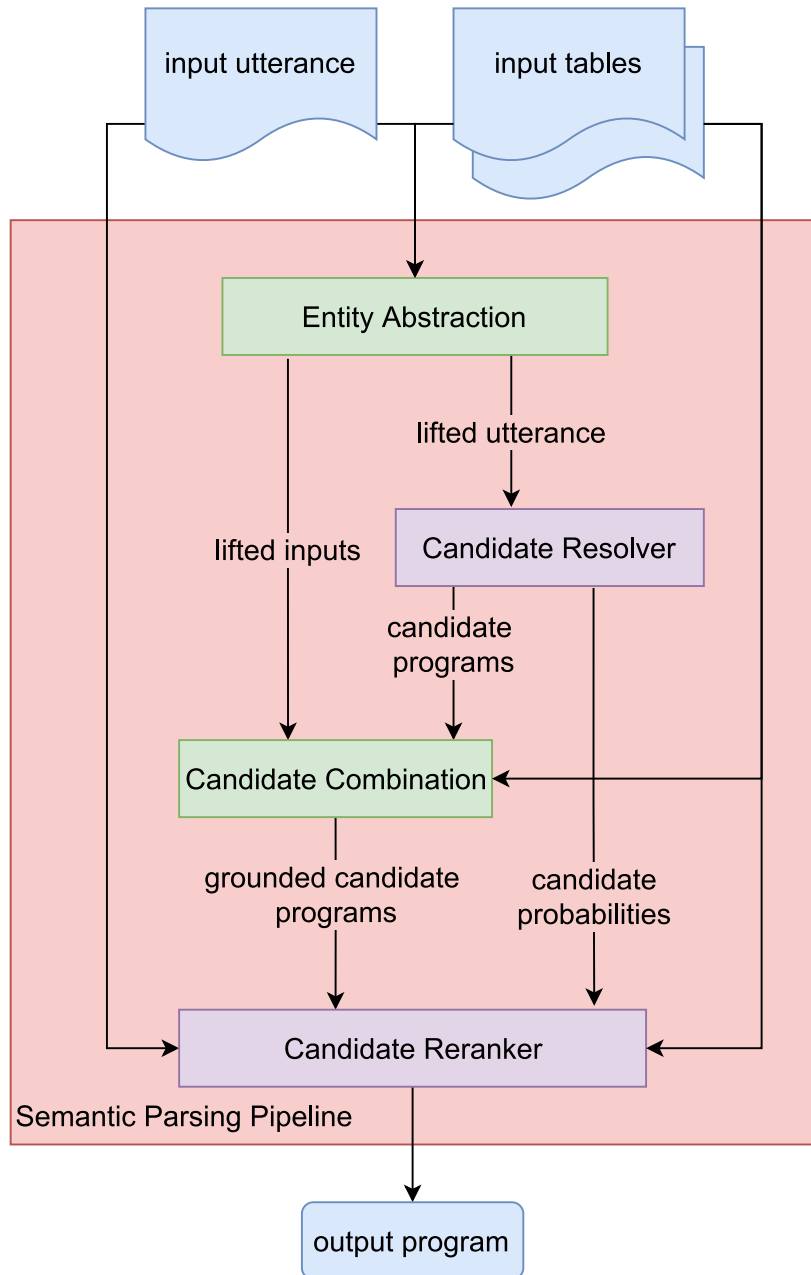 input utterance
input tables
Entity Abstraction
lifted utterance
Candidate Resolver
lifted inputs
candidate
programs
Candidate Combination
grounded candidate
programs
candidate
probabilities
Candidate Reranker
Semantic Parsing Pipeline
output program